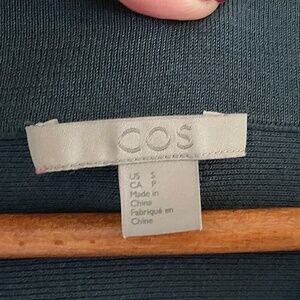 COS
US S
CA P
Made in
China
Fabriqué en
Chine